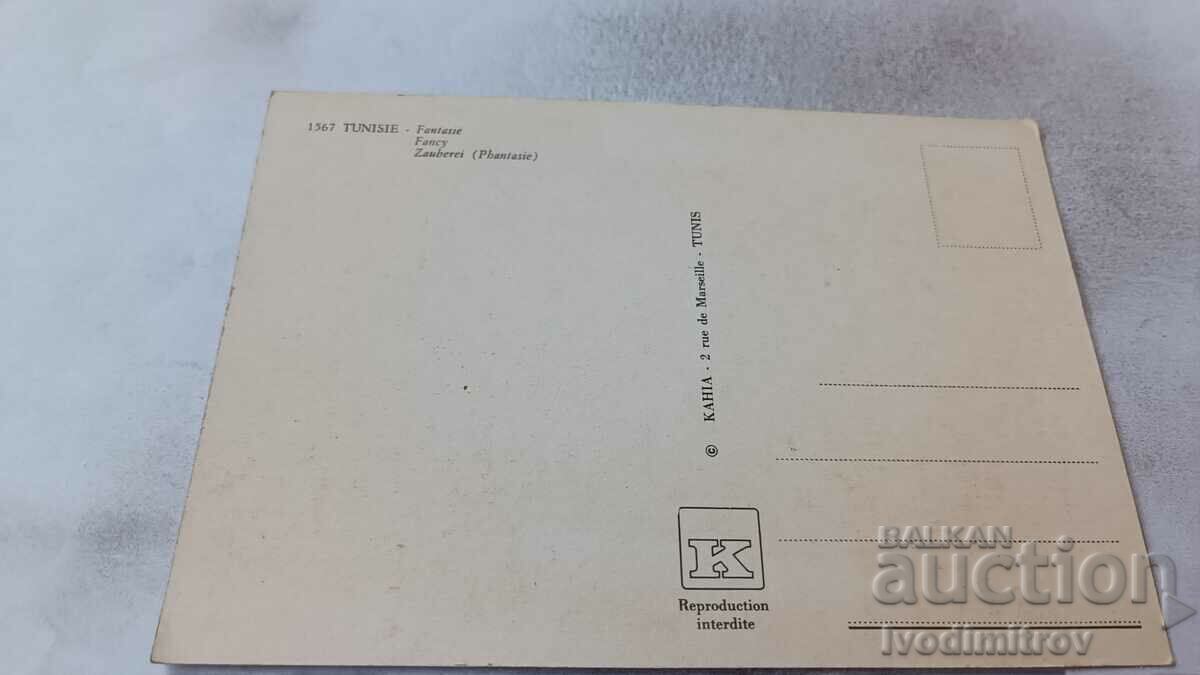 1567 TUNISIE - Fantasie
Fancy
Zauberei (Phantasie)
© KAHIA - 2 rue de Marseille - TUNIS
K
Reproduction
interdite
BALKAN
auction
Ivodimitrov